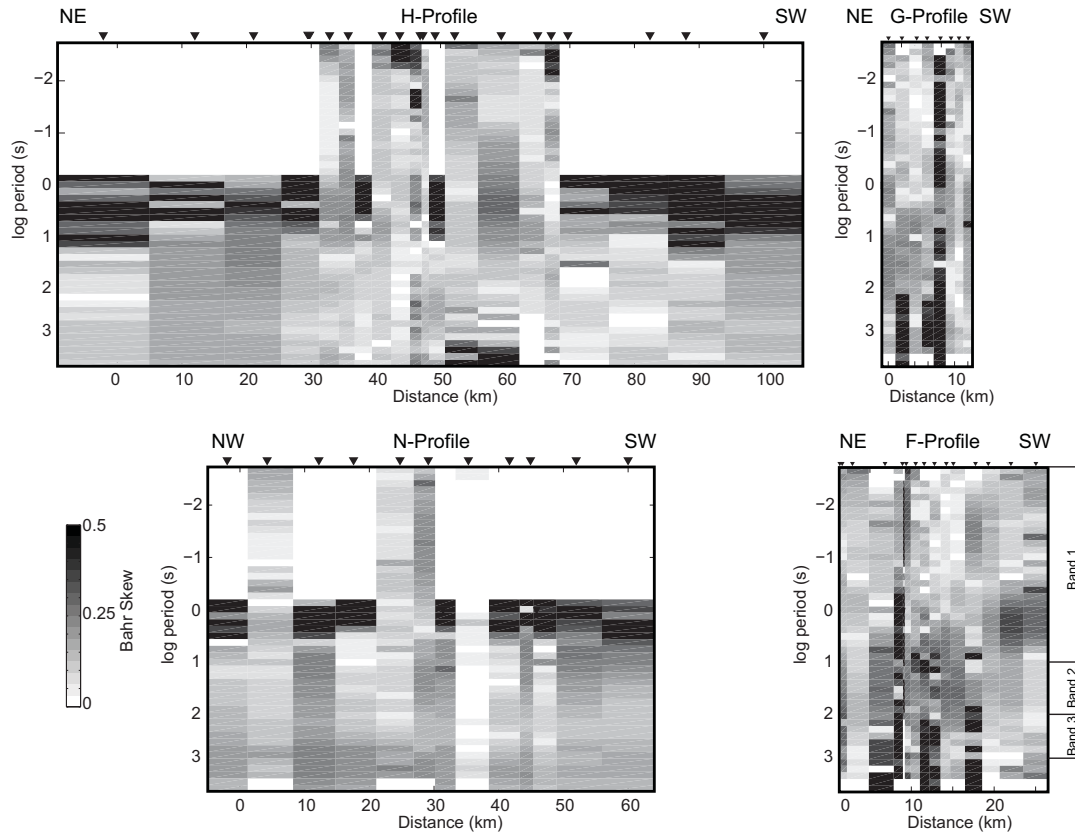 NE H-Profile SW
NE G-Profile SW
log period (s)
−2
−1
0
1
2
3
0 10 20 30 40 50 60 70 80 90 100
Distance (km)
log period (s)
−2
−1
0
1
2
3
0 10
Distance (km)
NW N-Profile SW
NE F-Profile SW
0.5
0.25
0
Bahr Skew
log period (s)
−2
−1
0
1
2
3
0 10 20 30 40 50 60
Distance (km)
log period (s)
−2
−1
0
1
2
3
0 10 20
Distance (km)
Band 1
Band 2
Band 3